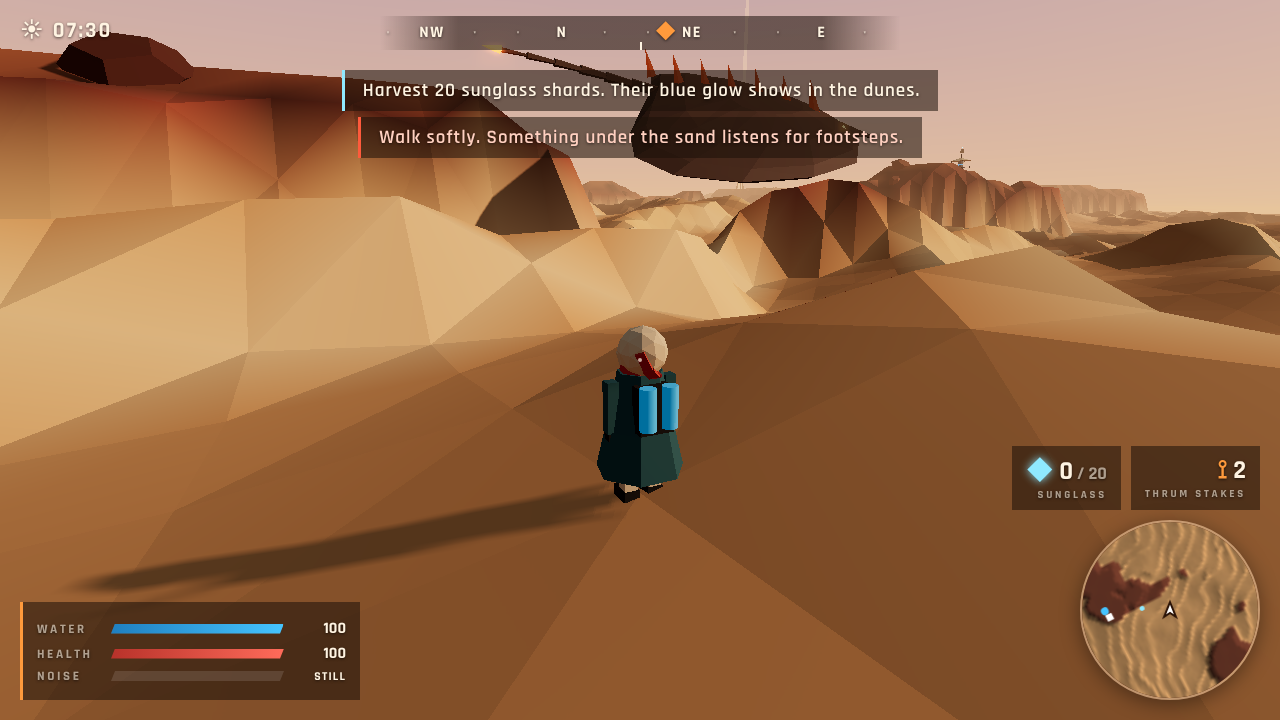 07:30
NW N NE E
Harvest 20 sunglass shards. Their blue glow shows in the dunes.
Walk softly. Something under the sand listens for footsteps.
0 / 20
SUNGLASS
2
THRUM STAKES
WATER 100
HEALTH 100
NOISE STILL